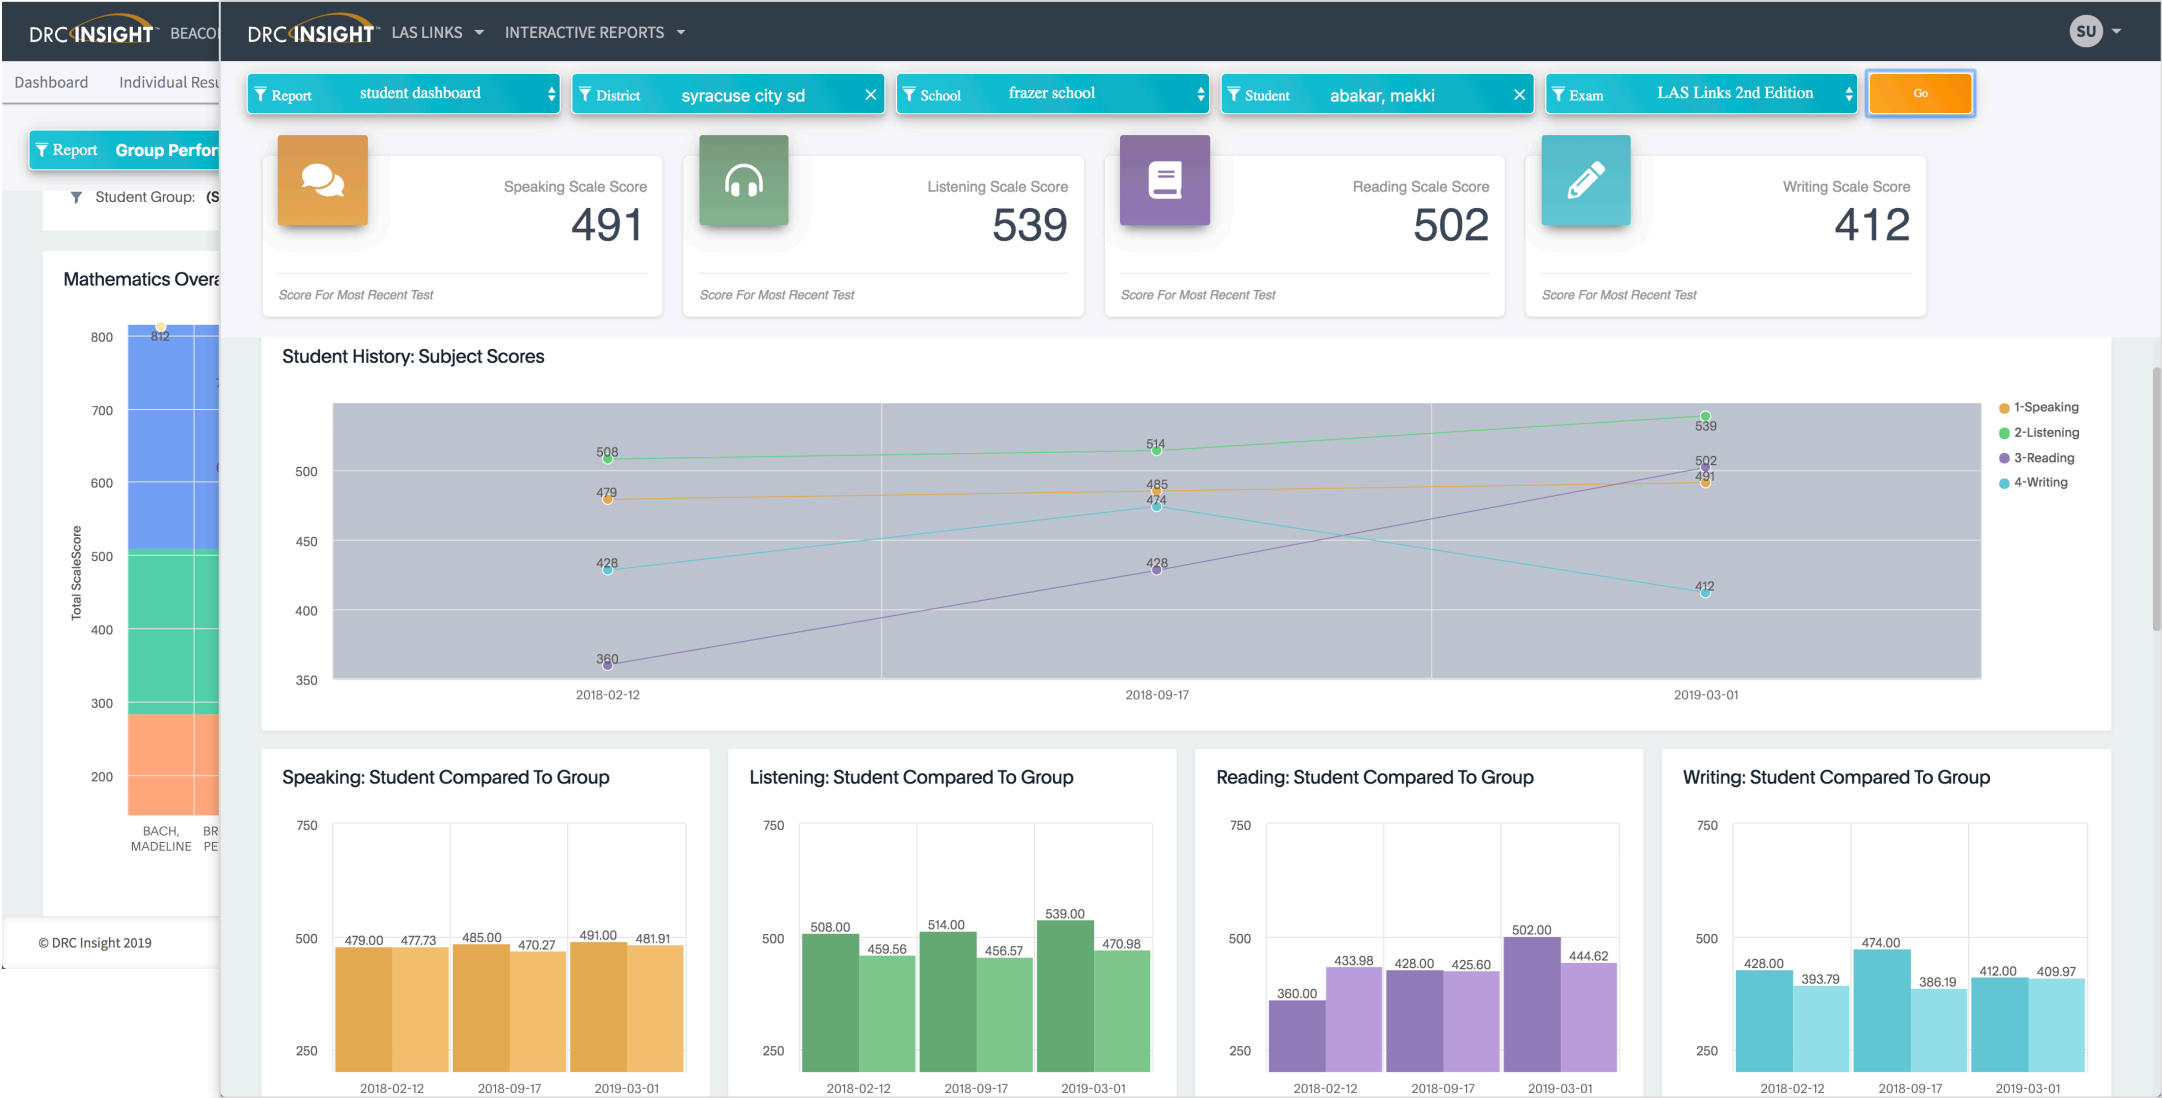 DRC INSIGHT™ BEACO
Dashboard Individual Resu
Report Group Perfor
Student Group: (S
Mathematics Overa
800
700
600
500
400
300
200
Total ScaleScore
812
BACH, MADELINE
BR
PE
© DRC Insight 2019
DRC INSIGHT™ LAS LINKS INTERACTIVE REPORTS SU
Report student dashboard
District syracuse city sd ×
School frazer school
Student abakar, makki ×
Exam LAS Links 2nd Edition
Go
Speaking Scale Score
491
Score For Most Recent Test
Listening Scale Score
539
Score For Most Recent Test
Reading Scale Score
502
Score For Most Recent Test
Writing Scale Score
412
Score For Most Recent Test
Student History: Subject Scores
500
450
400
350
508
479
428
360
514
485
474
428
539
502
491
412
2018-02-12 2018-09-17 2019-03-01
1-Speaking
2-Listening
3-Reading
4-Writing
Speaking: Student Compared To Group
750
500
250
479.00 477.73 485.00 470.27 491.00 481.91
2018-02-12 2018-09-17 2019-03-01
Listening: Student Compared To Group
750
500
250
508.00 459.56 514.00 456.57 539.00 470.98
2018-02-12 2018-09-17 2019-03-01
Reading: Student Compared To Group
750
500
250
360.00 433.98 428.00 425.60 502.00 444.62
2018-02-12 2018-09-17 2019-03-01
Writing: Student Compared To Group
750
500
250
428.00 393.79 474.00 386.19 412.00 409.97
2018-02-12 2018-09-17 2019-03-01